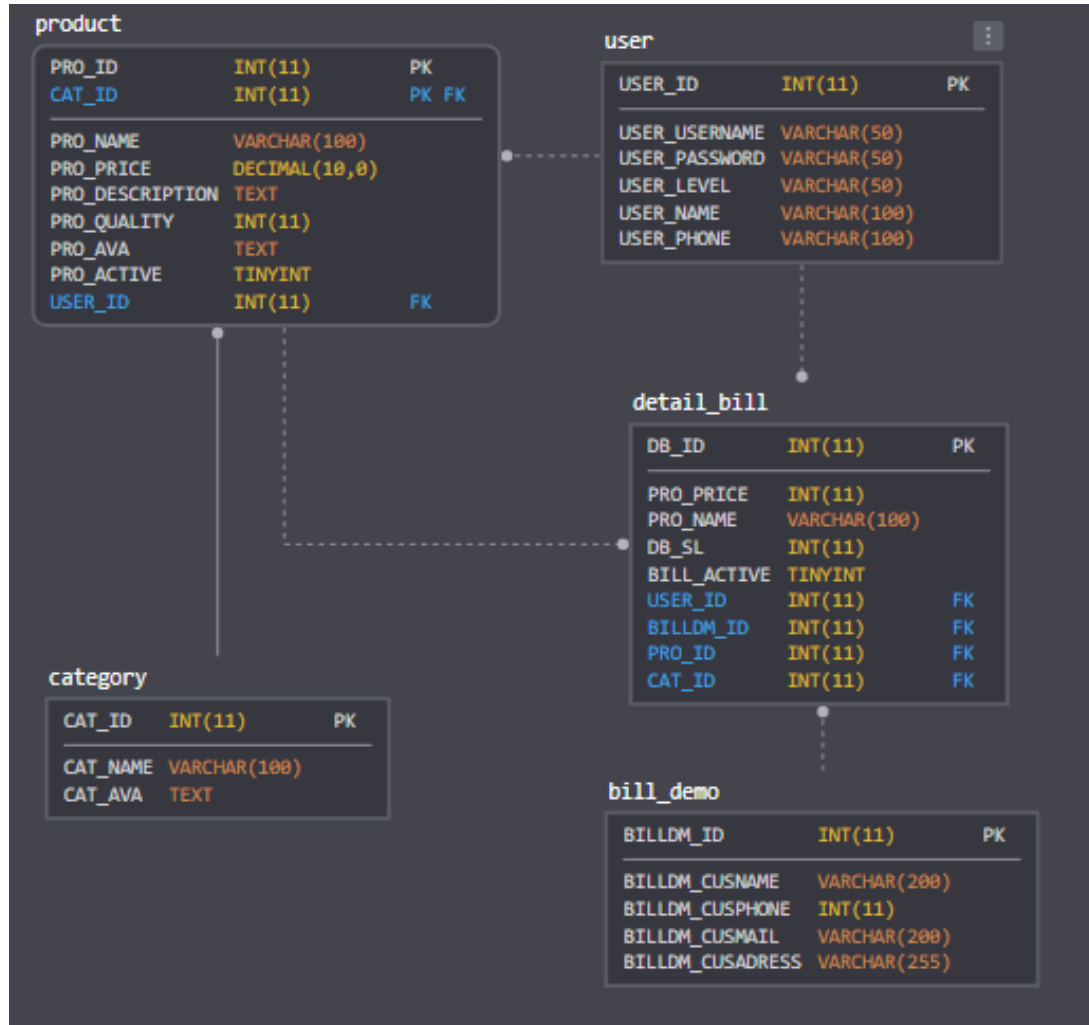 product
PRO_ID INT(11) PK
CAT_ID INT(11) PK FK
PRO_NAME VARCHAR(100)
PRO_PRICE DECIMAL(10,0)
PRO_DESCRIPTION TEXT
PRO_QUALITY INT(11)
PRO_AVA TEXT
PRO_ACTIVE TINYINT
USER_ID INT(11) FK
user
USER_ID INT(11) PK
USER_USERNAME VARCHAR(50)
USER_PASSWORD VARCHAR(50)
USER_LEVEL VARCHAR(50)
USER_NAME VARCHAR(100)
USER_PHONE VARCHAR(100)
detail_bill
DB_ID INT(11) PK
PRO_PRICE INT(11)
PRO_NAME VARCHAR(100)
DB_SL INT(11)
BILL_ACTIVE TINYINT
USER_ID INT(11) FK
BILLDM_ID INT(11) FK
PRO_ID INT(11) FK
CAT_ID INT(11) FK
category
CAT_ID INT(11) PK
CAT_NAME VARCHAR(100)
CAT_AVA TEXT
bill_demo
BILLDM_ID INT(11) PK
BILLDM_CUSNAME VARCHAR(200)
BILLDM_CUSPHONE INT(11)
BILLDM_CUSMAIL VARCHAR(200)
BILLDM_CUSADRESS VARCHAR(255)